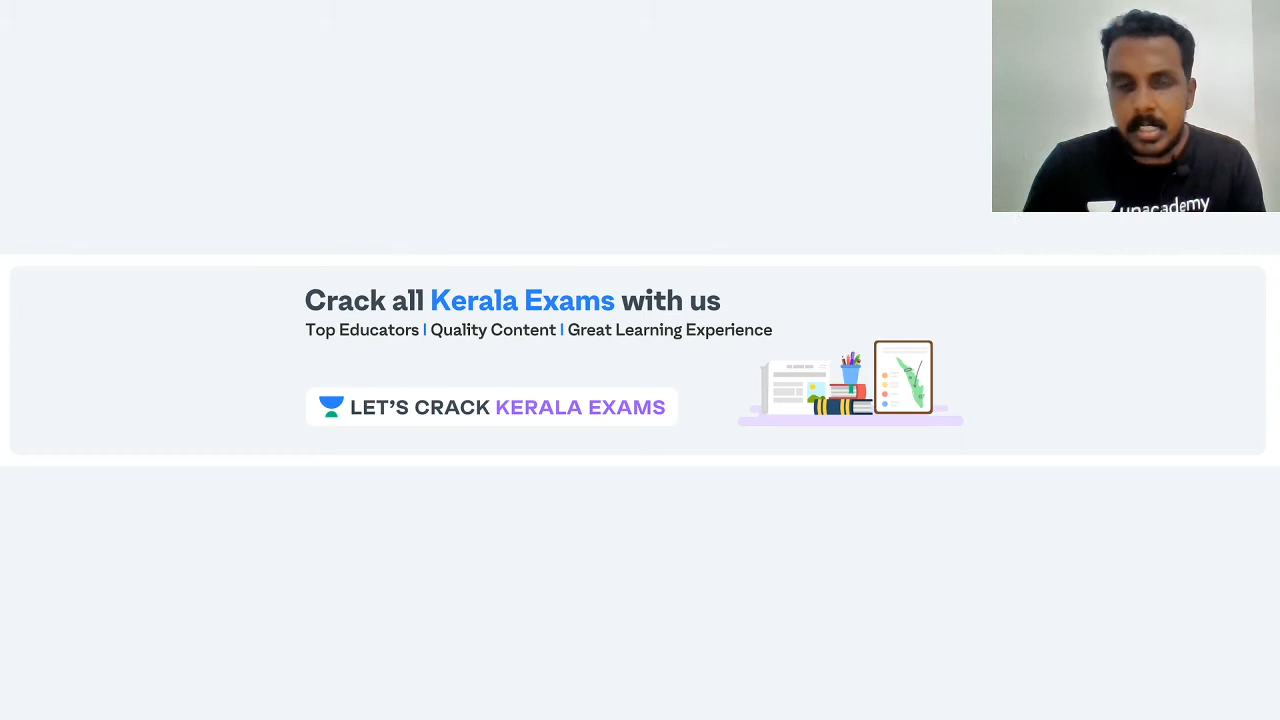 unacademy
Crack all Kerala Exams with us
Top Educators | Quality Content | Great Learning Experience
LET'S CRACK KERALA EXAMS